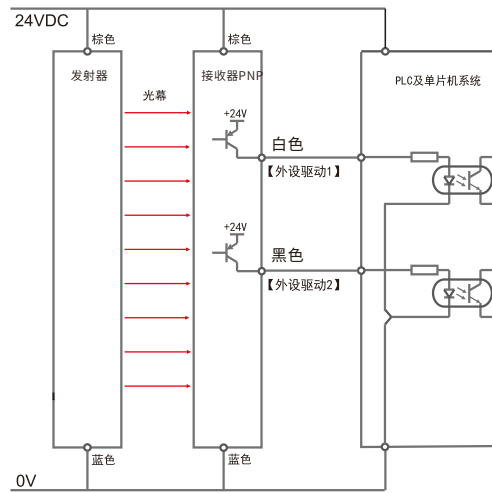 24VDC
棕色
棕色
发射器
接收器PNP
PLC及单片机系统
光幕
+24V
白色
【外设驱动1】
+24V
黑色
【外设驱动2】
蓝色
蓝色
0V